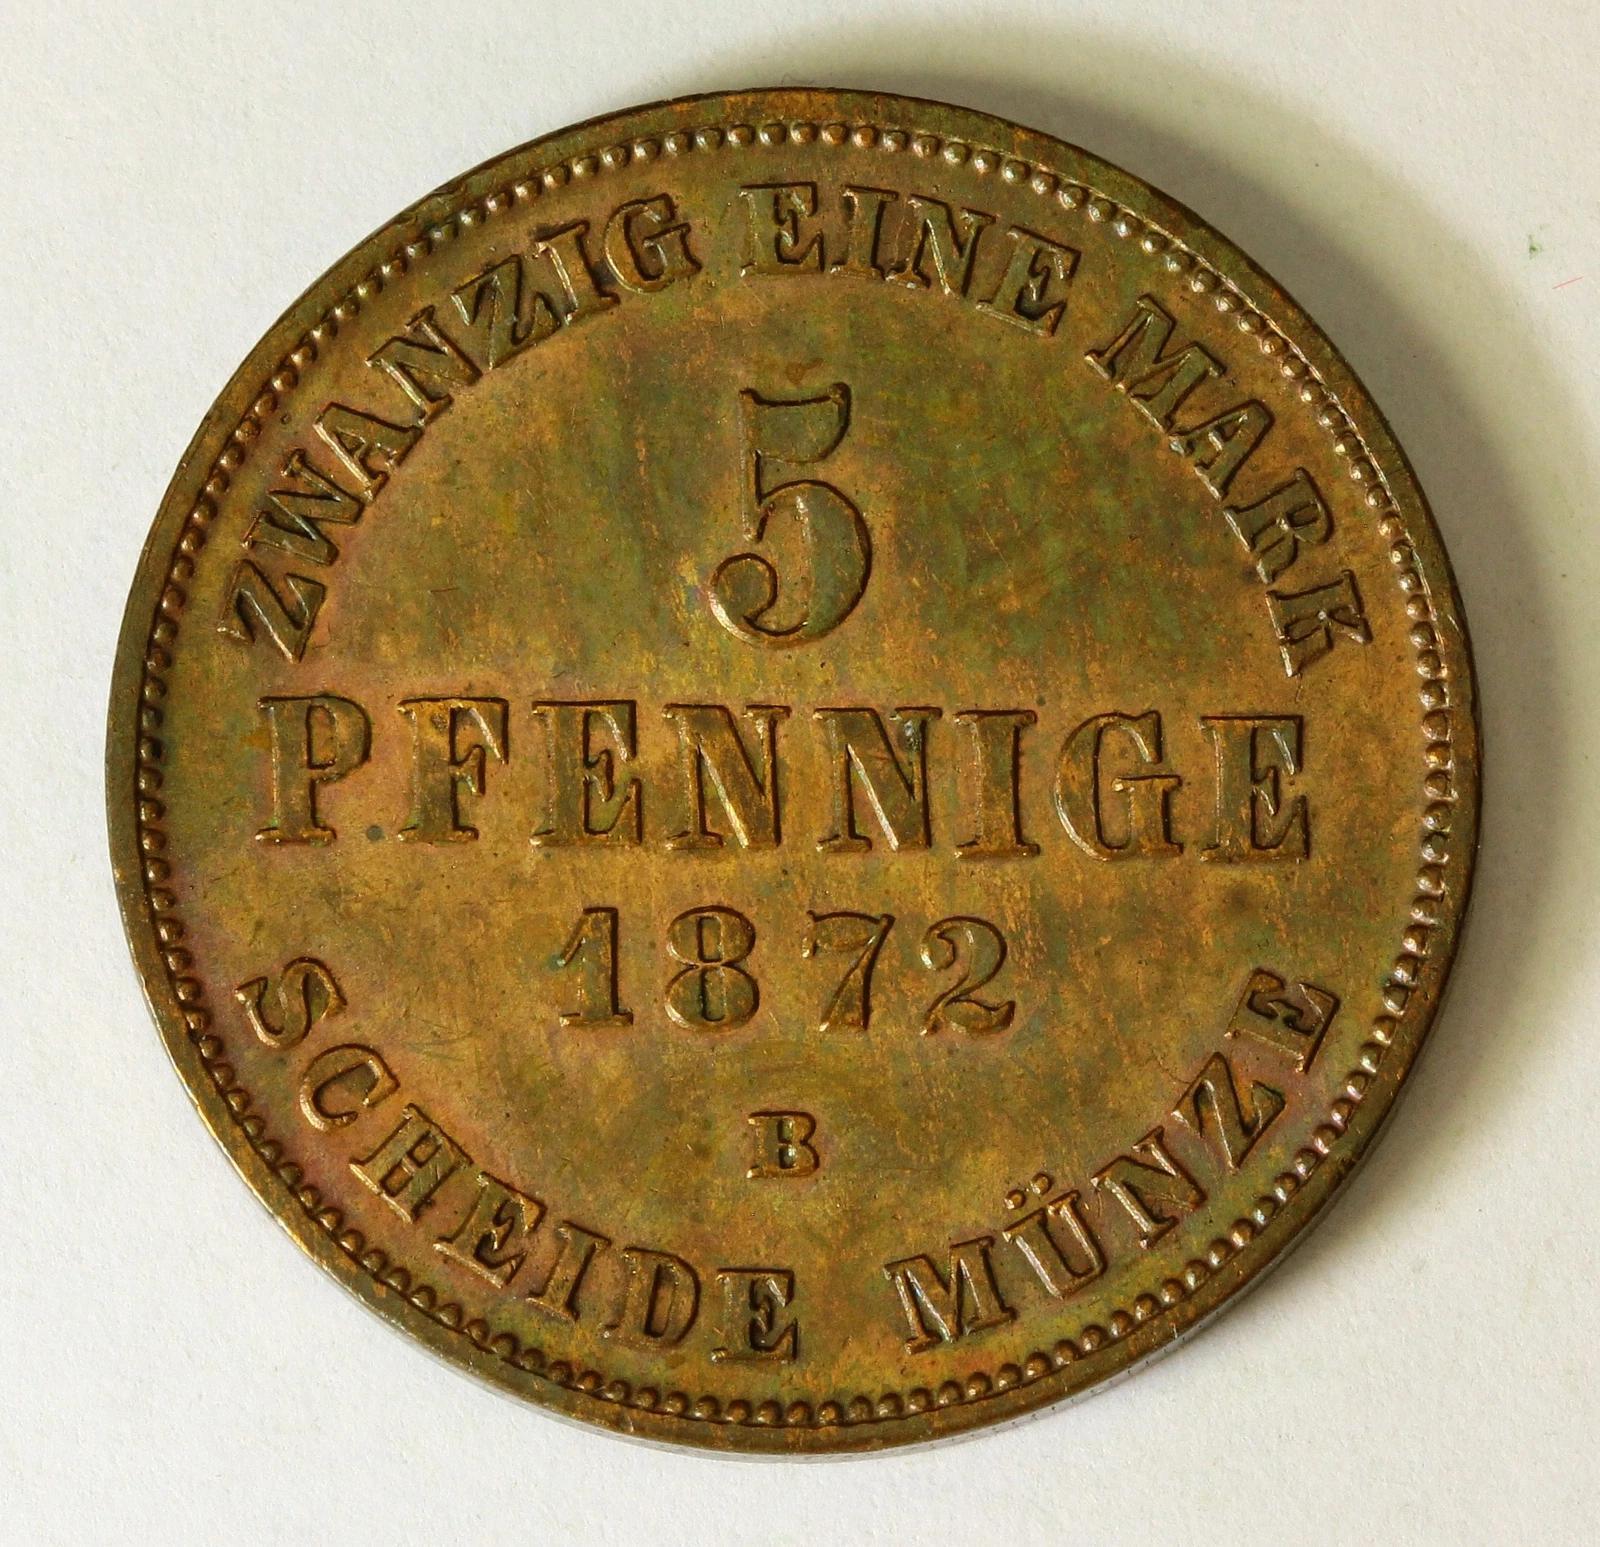 ZWANZIG EINE MARK
5
PFENNIGE
1872
B
SCHEIDE MÜNZE